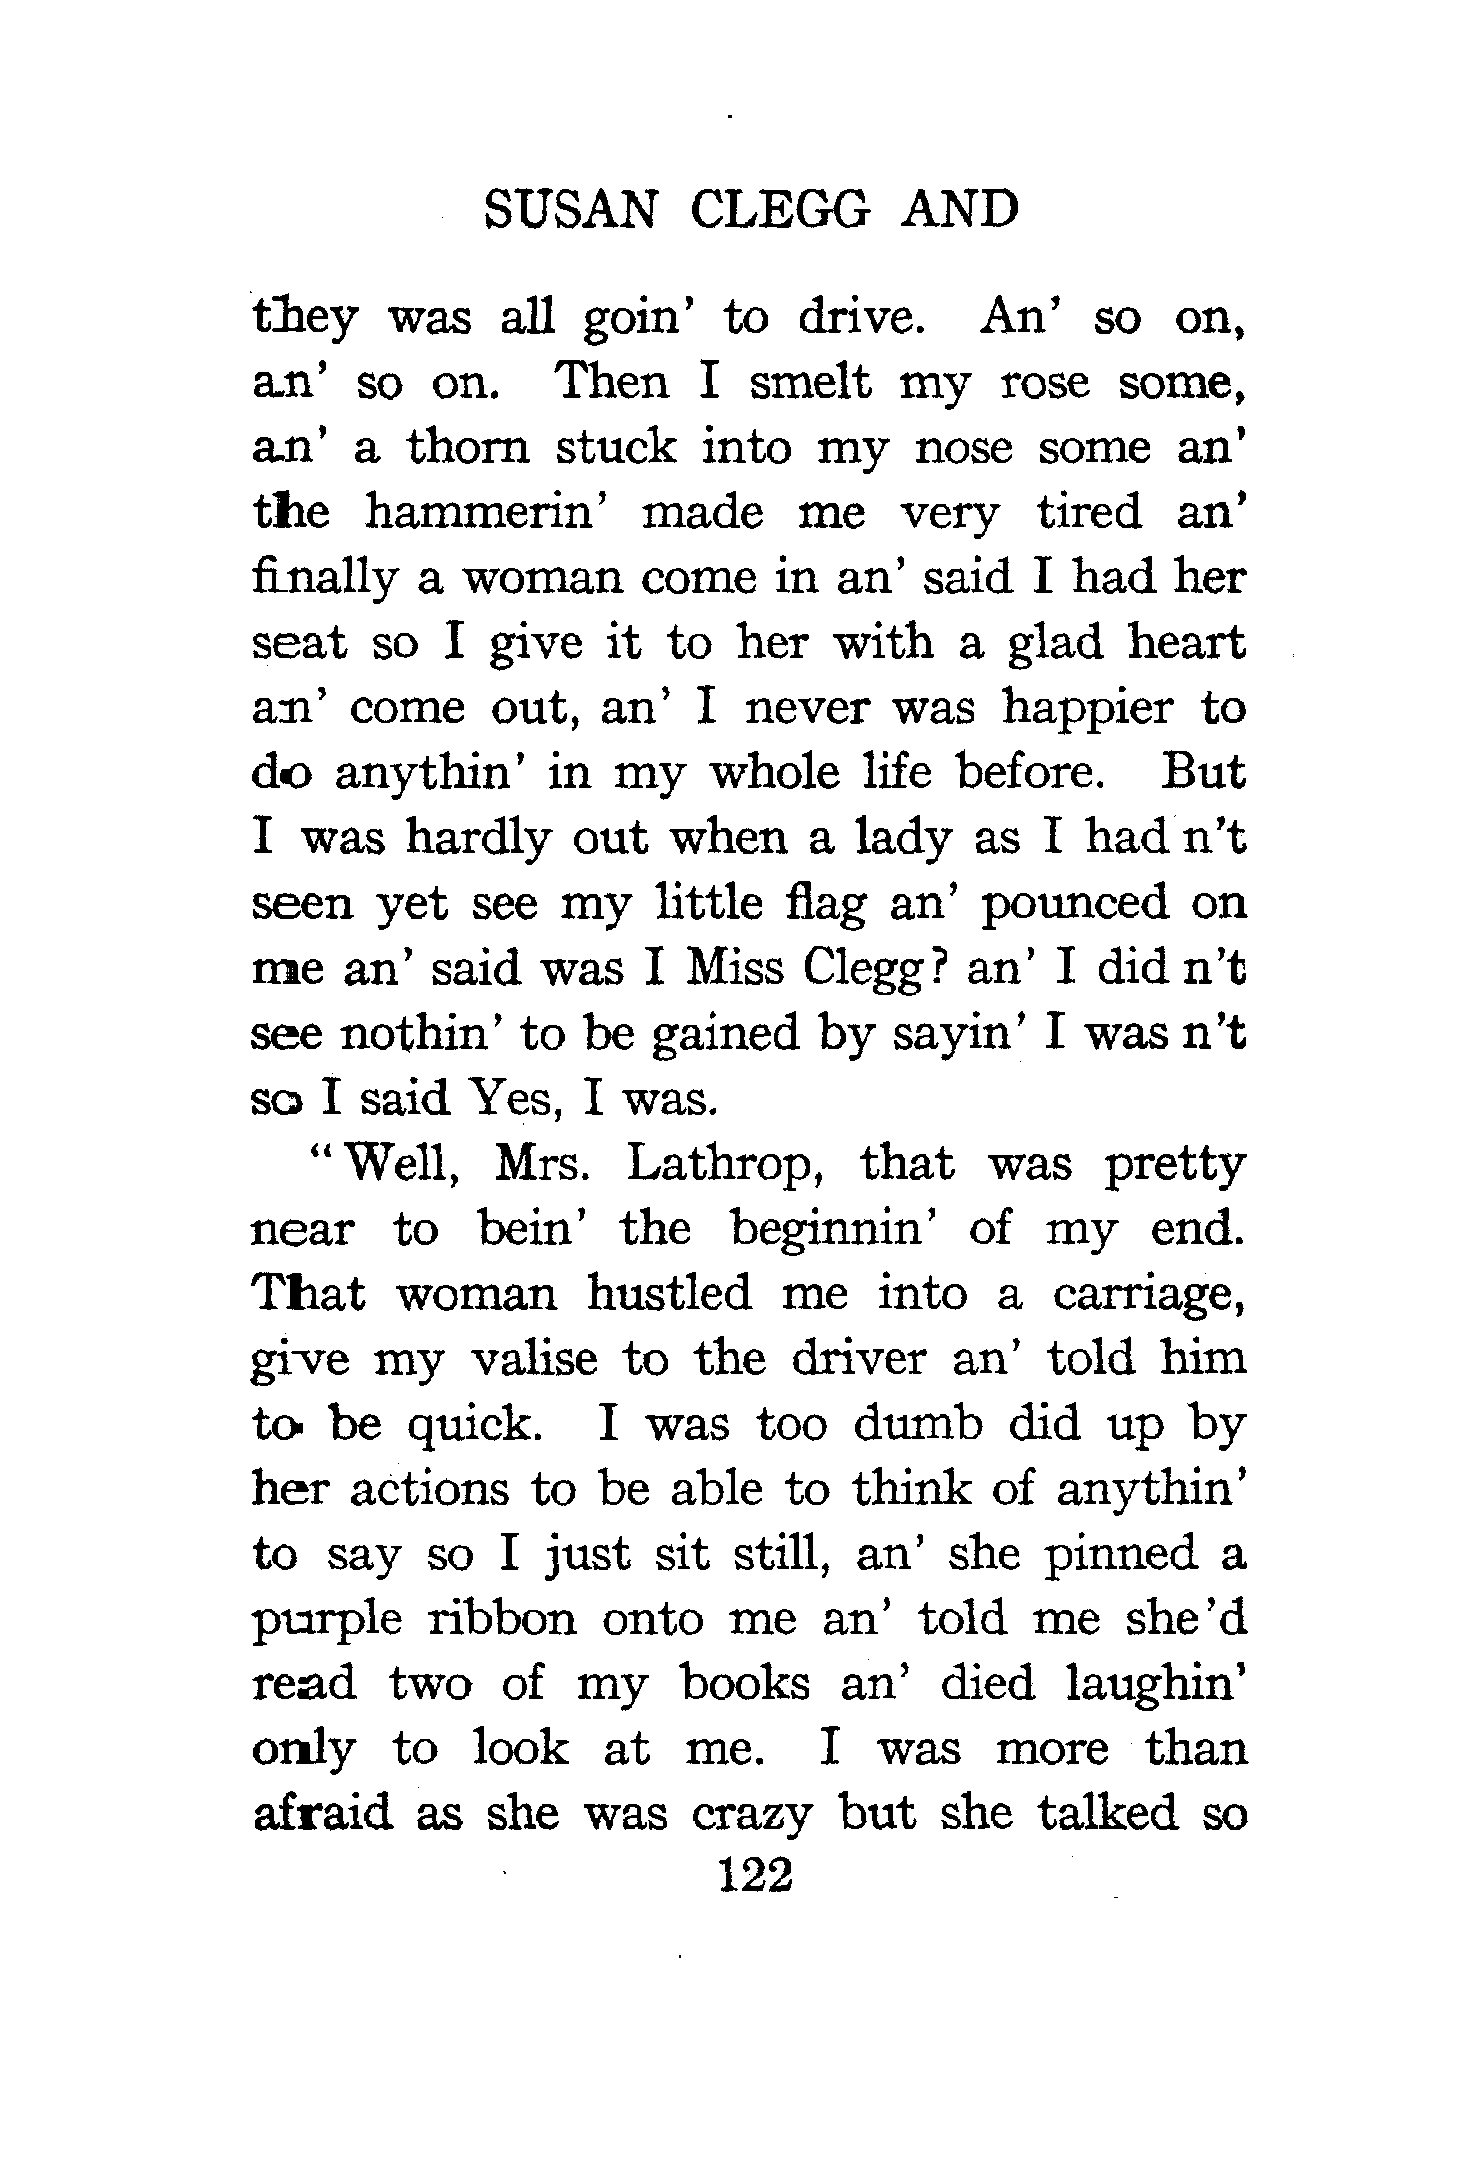 SUSAN CLEGG AND
they was all goin' to drive. An' so on,
an' so on. Then I smelt my rose some,
an' a thorn stuck into my nose some an'
the hammerin' made me very tired an'
finally a woman come in an' said I had her
seat so I give it to her with a glad heart
an' come out, an' I never was happier to
do anythin' in my whole life before. But
I was hardly out when a lady as I had n't
seen yet see my little flag an' pounced on
me an' said was I Miss Clegg? an' I did n't
see nothin' to be gained by sayin' I was n't
so I said Yes, I was.
"Well, Mrs. Lathrop, that was pretty
near to bein' the beginnin' of my end.
That woman hustled me into a carriage,
give my valise to the driver an' told him
to be quick. I was too dumb did up by
her actions to be able to think of anythin'
to say so I just sit still, an' she pinned a
purple ribbon onto me an' told me she'd
read two of my books an' died laughin'
only to look at me. I was more than
afraid as she was crazy but she talked so
122